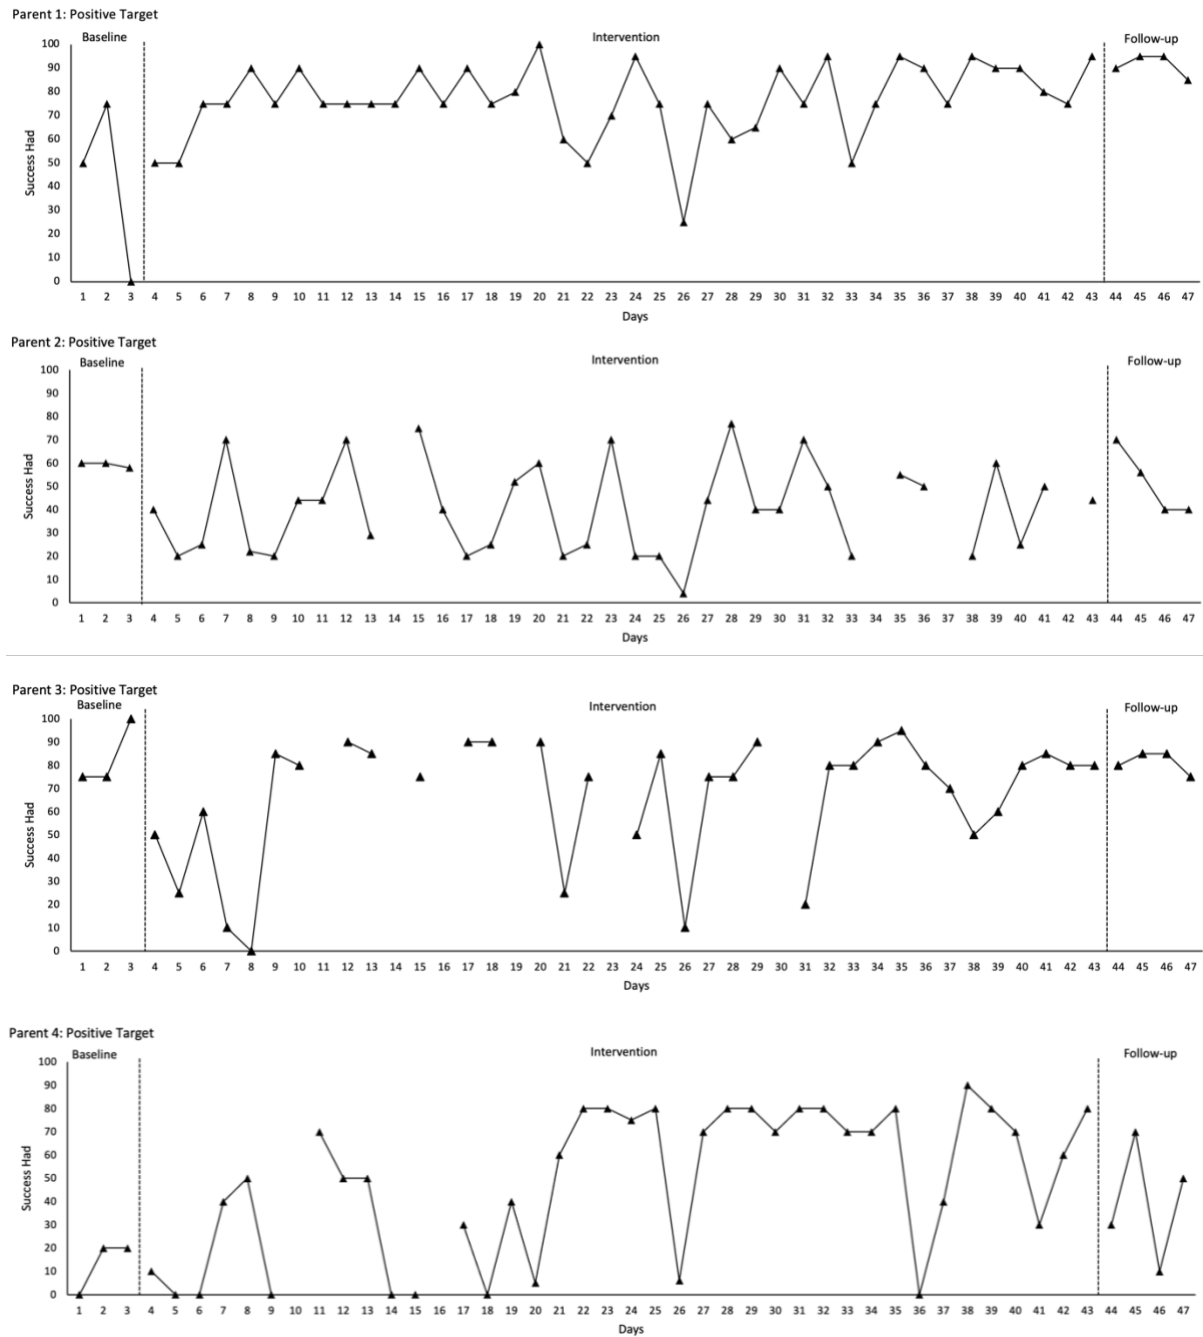 Parent 1: Positive Target
Baseline Intervention Follow-up
100
90
80
70
60
50
40
30
20
10
0
Success Had
1 2 3 4 5 6 7 8 9 10 11 12 13 14 15 16 17 18 19 20 21 22 23 24 25 26 27 28 29 30 31 32 33 34 35 36 37 38 39 40 41 42 43 44 45 46 47
Days
Parent 2: Positive Target
Baseline Intervention Follow-up
100
90
80
70
60
50
40
30
20
10
0
Success Had
1 2 3 4 5 6 7 8 9 10 11 12 13 14 15 16 17 18 19 20 21 22 23 24 25 26 27 28 29 30 31 32 33 34 35 36 37 38 39 40 41 42 43 44 45 46 47
Days
Parent 3: Positive Target
Baseline Intervention Follow-up
100
90
80
70
60
50
40
30
20
10
0
Success Had
1 2 3 4 5 6 7 8 9 10 11 12 13 14 15 16 17 18 19 20 21 22 23 24 25 26 27 28 29 30 31 32 33 34 35 36 37 38 39 40 41 42 43 44 45 46 47
Days
Parent 4: Positive Target
Baseline Intervention Follow-up
100
90
80
70
60
50
40
30
20
10
0
Success Had
1 2 3 4 5 6 7 8 9 10 11 12 13 14 15 16 17 18 19 20 21 22 23 24 25 26 27 28 29 30 31 32 33 34 35 36 37 38 39 40 41 42 43 44 45 46 47
Days